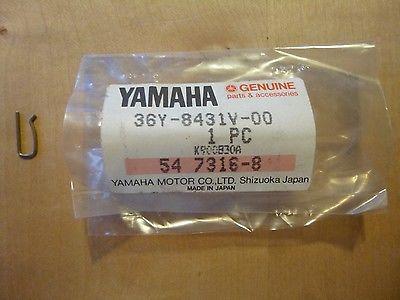 YAMAHA GENUINE
parts & accessories
36Y-8431V-00
1 PC
K900830A
54 7316-8
YAMAHA MOTOR CO.,LTD. Shizuoka Japan
MADE IN JAPAN